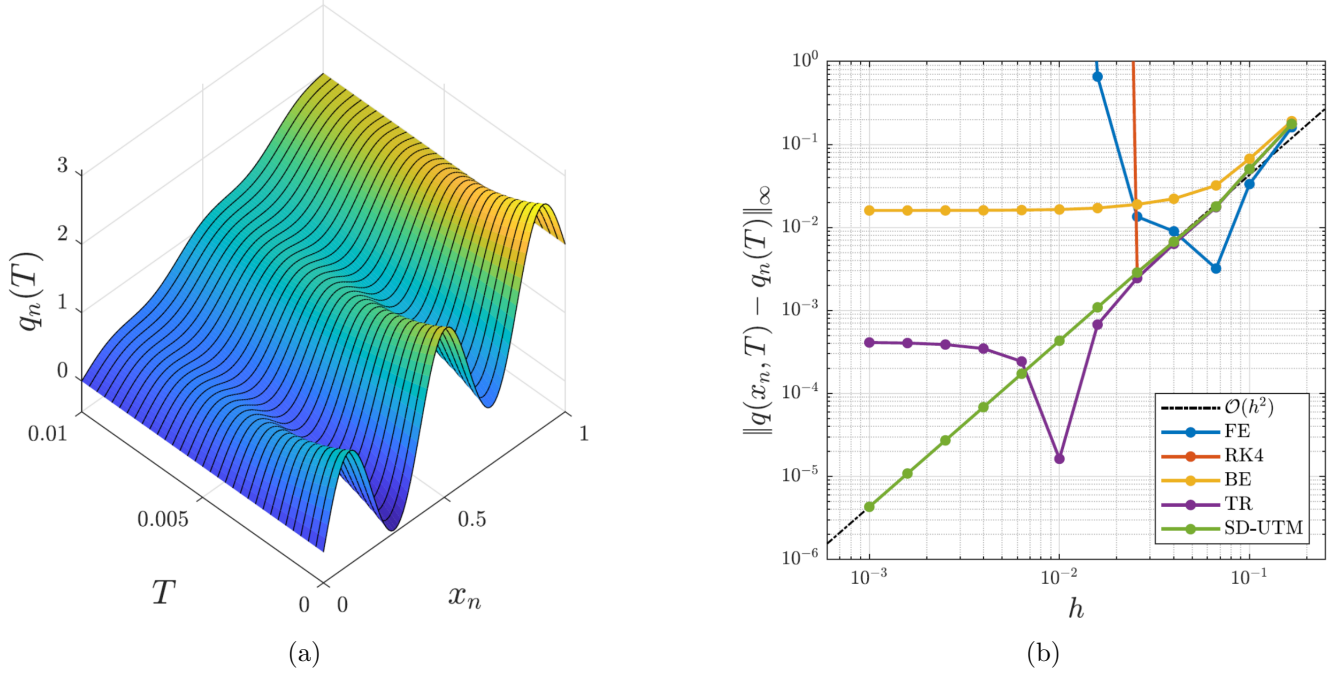 3
2
1
0
q_n(T)
0.01
0.005
0
T
0
0.5
1
x_n
(a)
10^0
10^{-1}
10^{-2}
10^{-3}
10^{-4}
10^{-5}
10^{-6}
‖q(x_n, T) − q_n(T)‖_∞
O(h^2)
FE
RK4
BE
TR
SD-UTM
10^{-3}
10^{-2}
10^{-1}
h
(b)